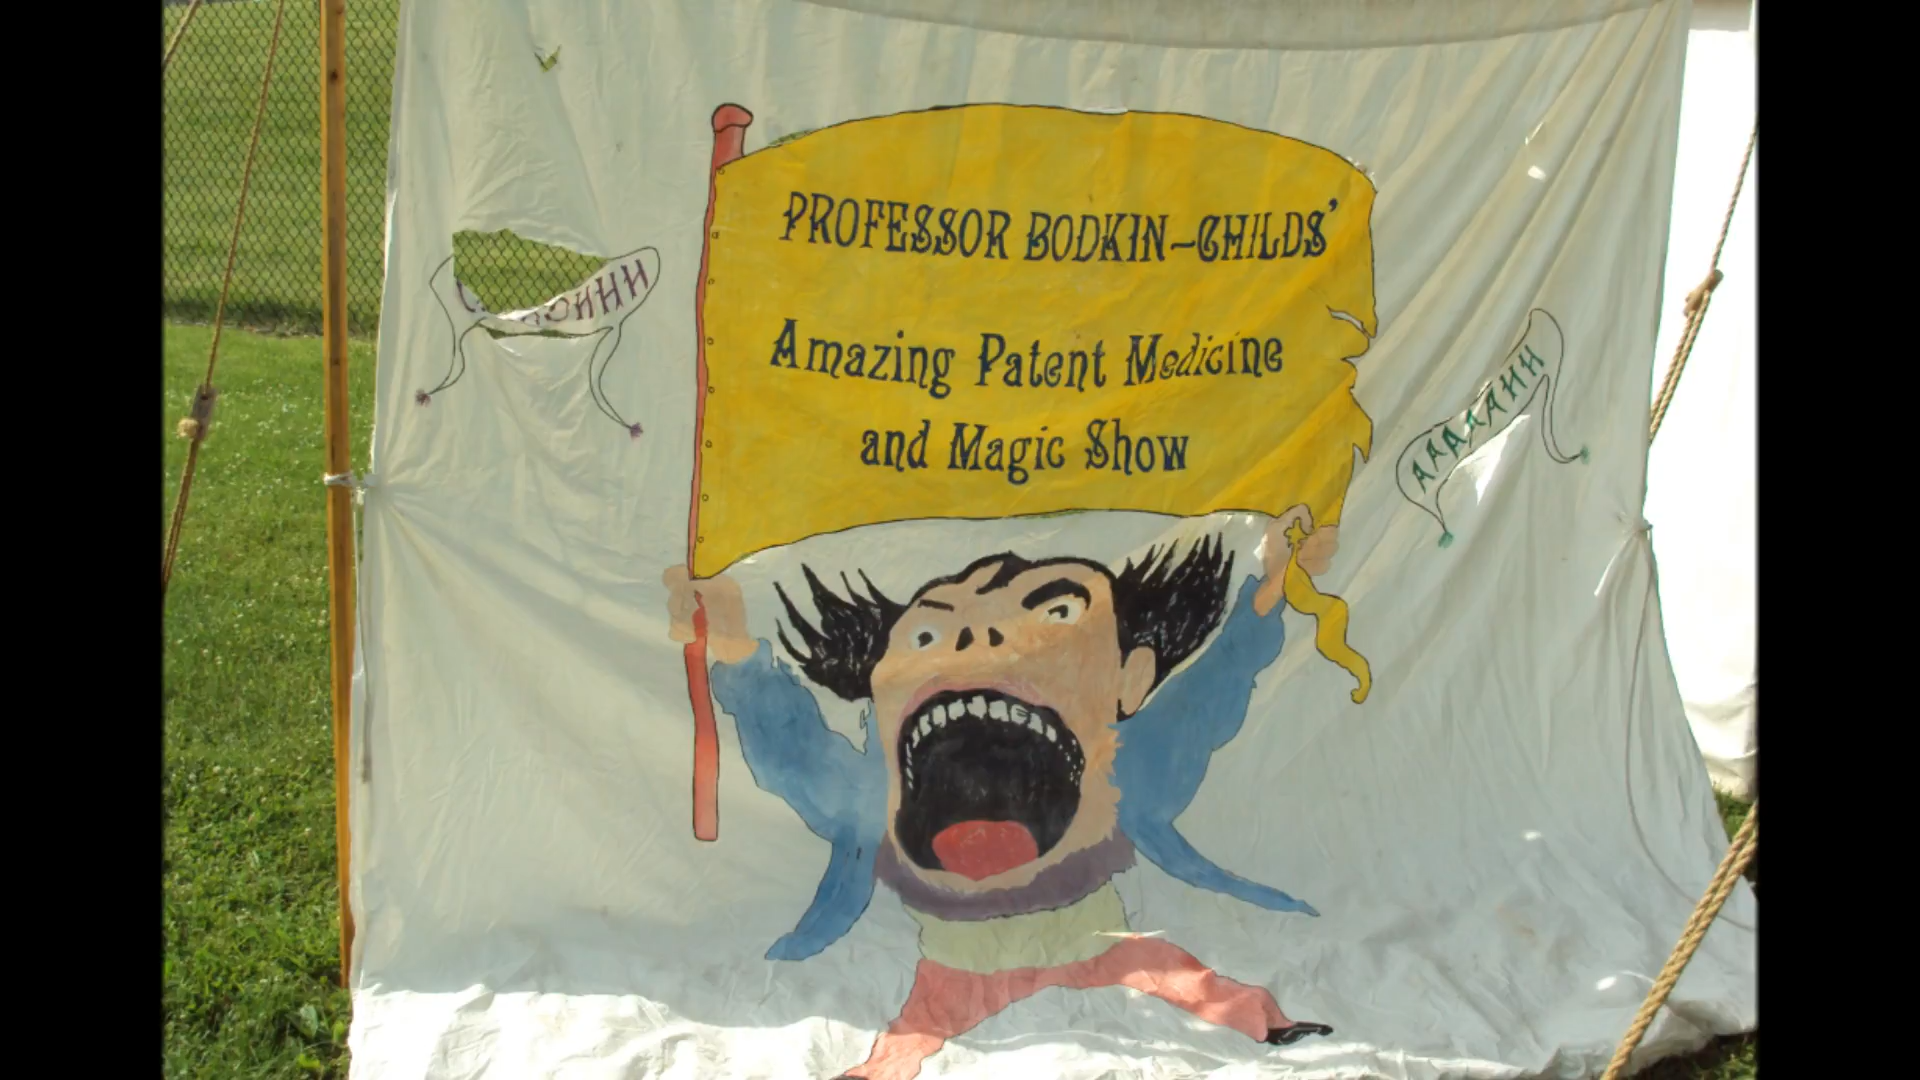 PROFESSOR BODKIN-CHILDS'
Amazing Patent Medicine
and Magic Show
AAAAAHH